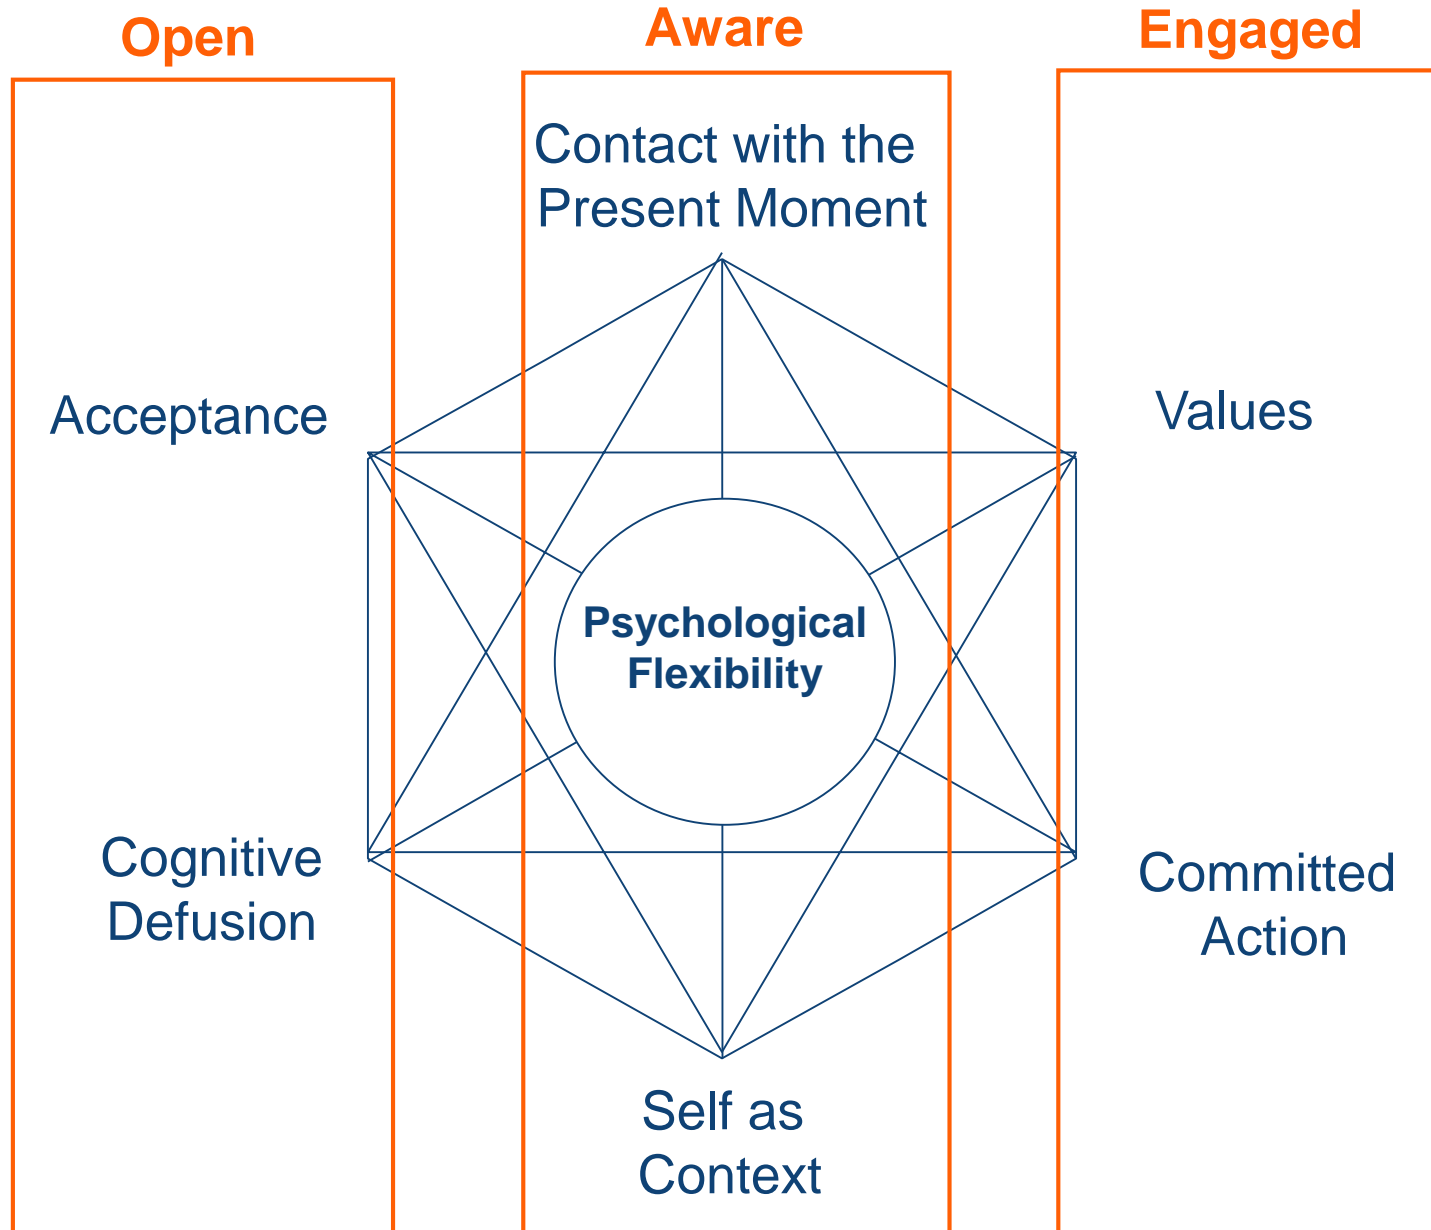 Open
Aware
Engaged
Contact with the
Present Moment
Acceptance
Values
Psychological
Flexibility
Cognitive
Defusion
Committed
Action
Self as
Context